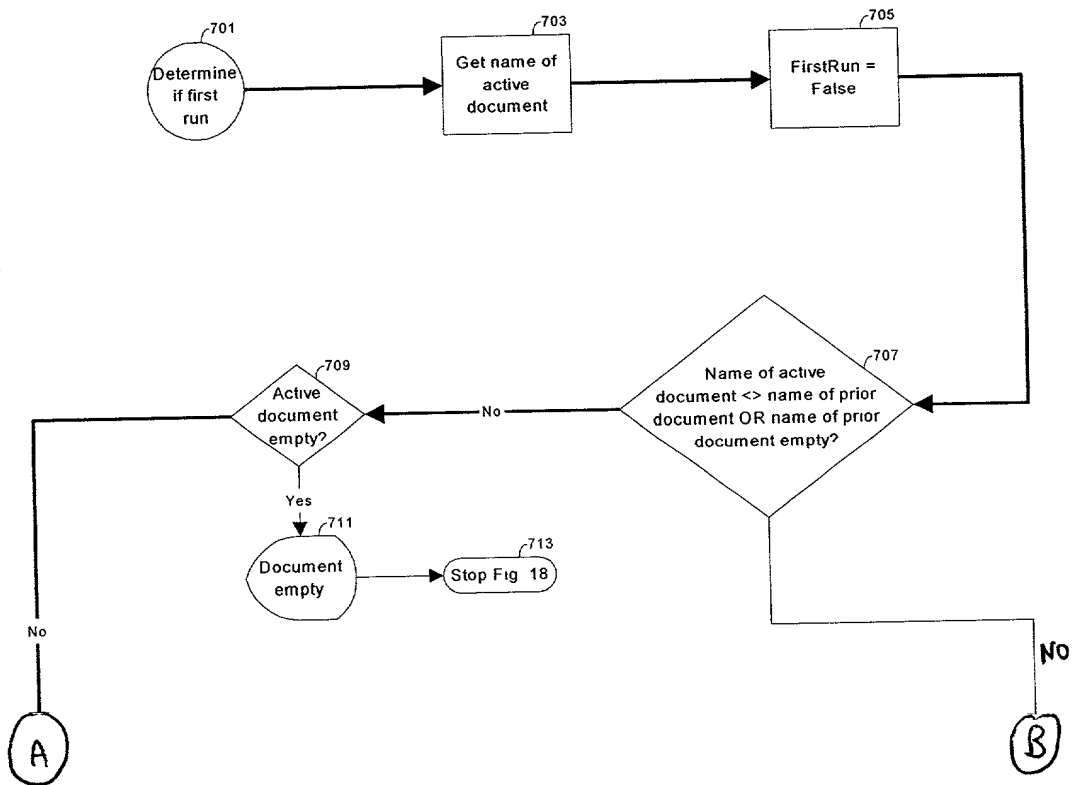 701
Determine
if first
run
703
Get name of
active
document
705
FirstRun =
False
707
Name of active
document <> name of prior
document OR name of prior
document empty?
No
709
Active
document
empty?
Yes
711
Document
empty
713
Stop Fig 18
No
A
NO
B